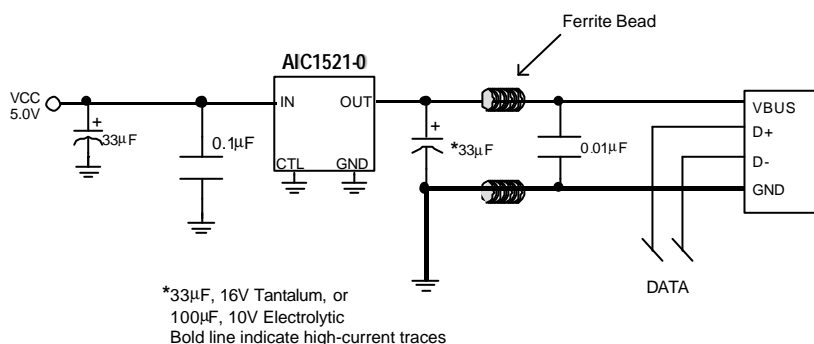 Ferrite Bead
AIC1521-0
VCC
5.0V
IN
OUT
CTL
GND
+
33µF
0.1µF
+
*33µF
0.01µF
VBUS
D+
D-
GND
DATA
*33µF, 16V Tantalum, or
100µF, 10V Electrolytic
Bold line indicate high-current traces